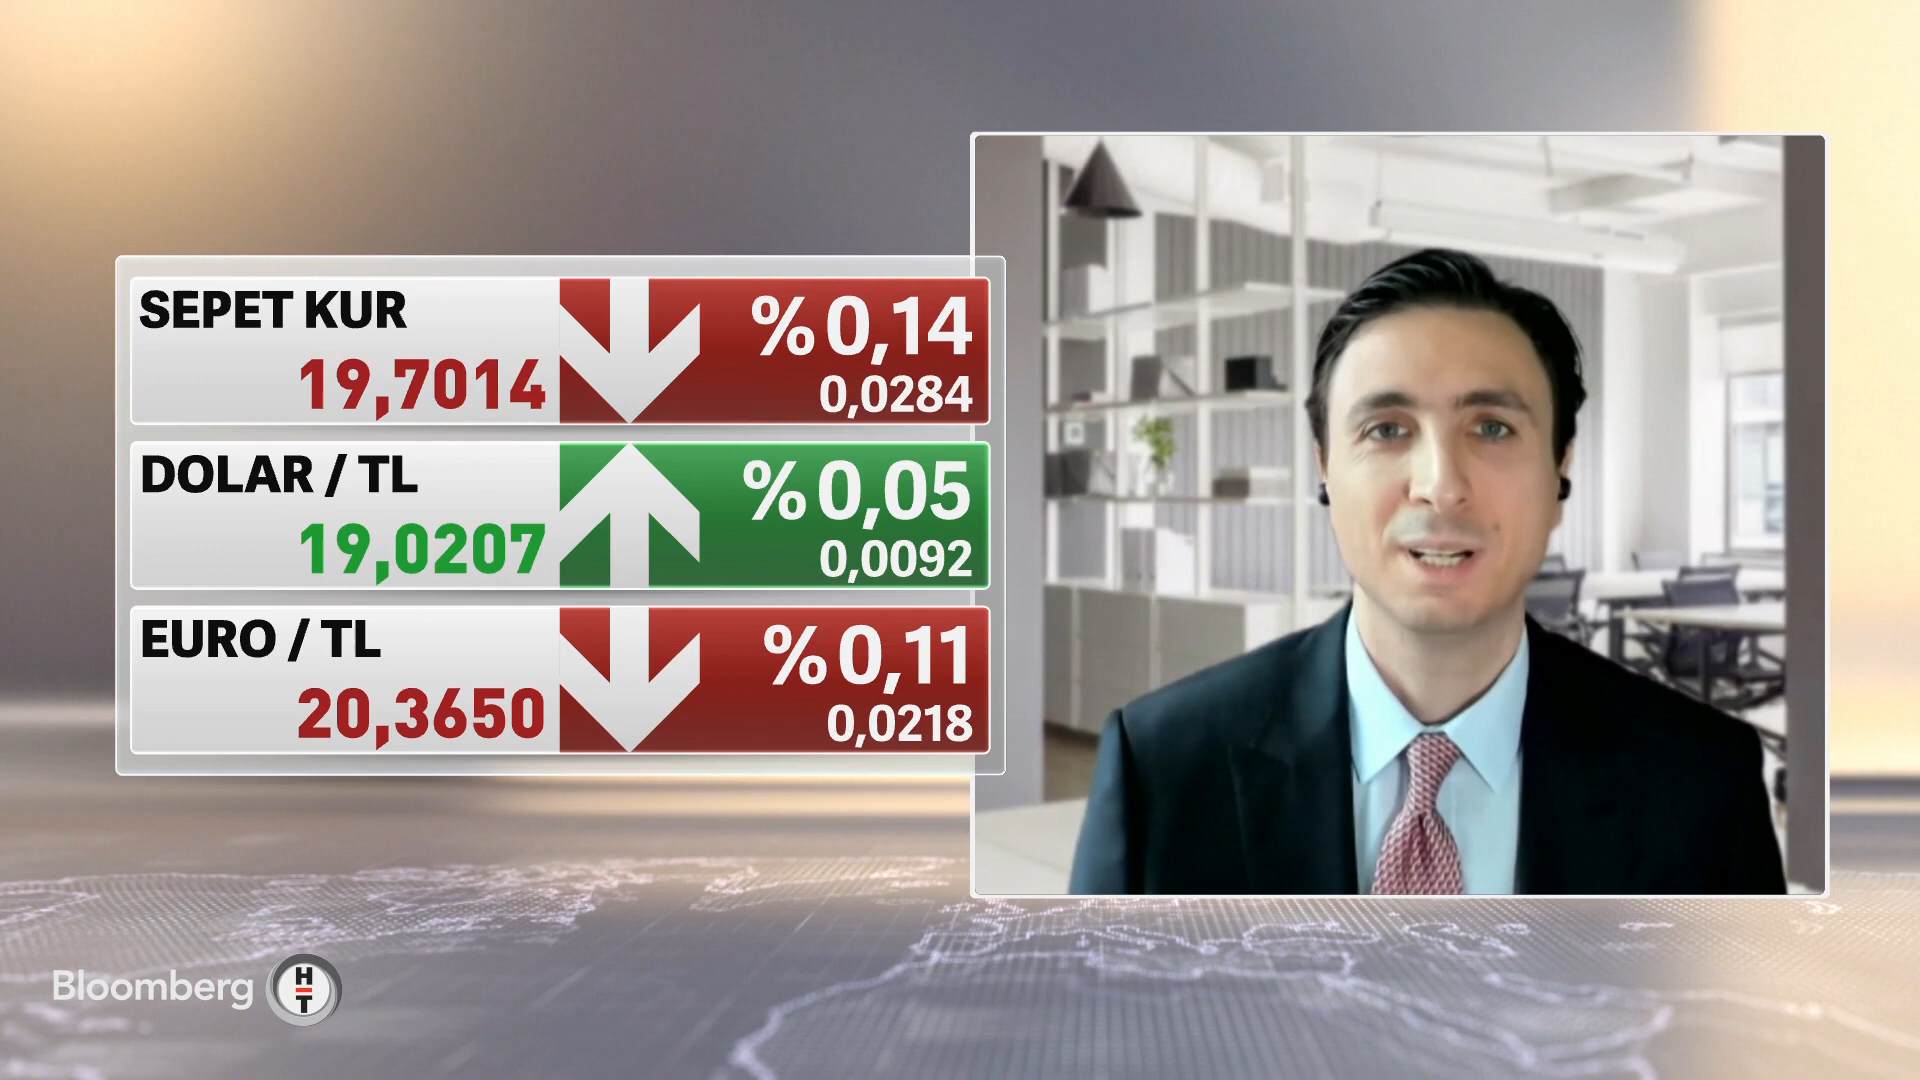 SEPET KUR
19,7014
%0,14
0,0284
DOLAR / TL
19,0207
%0,05
0,0092
EURO / TL
20,3650
%0,11
0,0218
Bloomberg HT